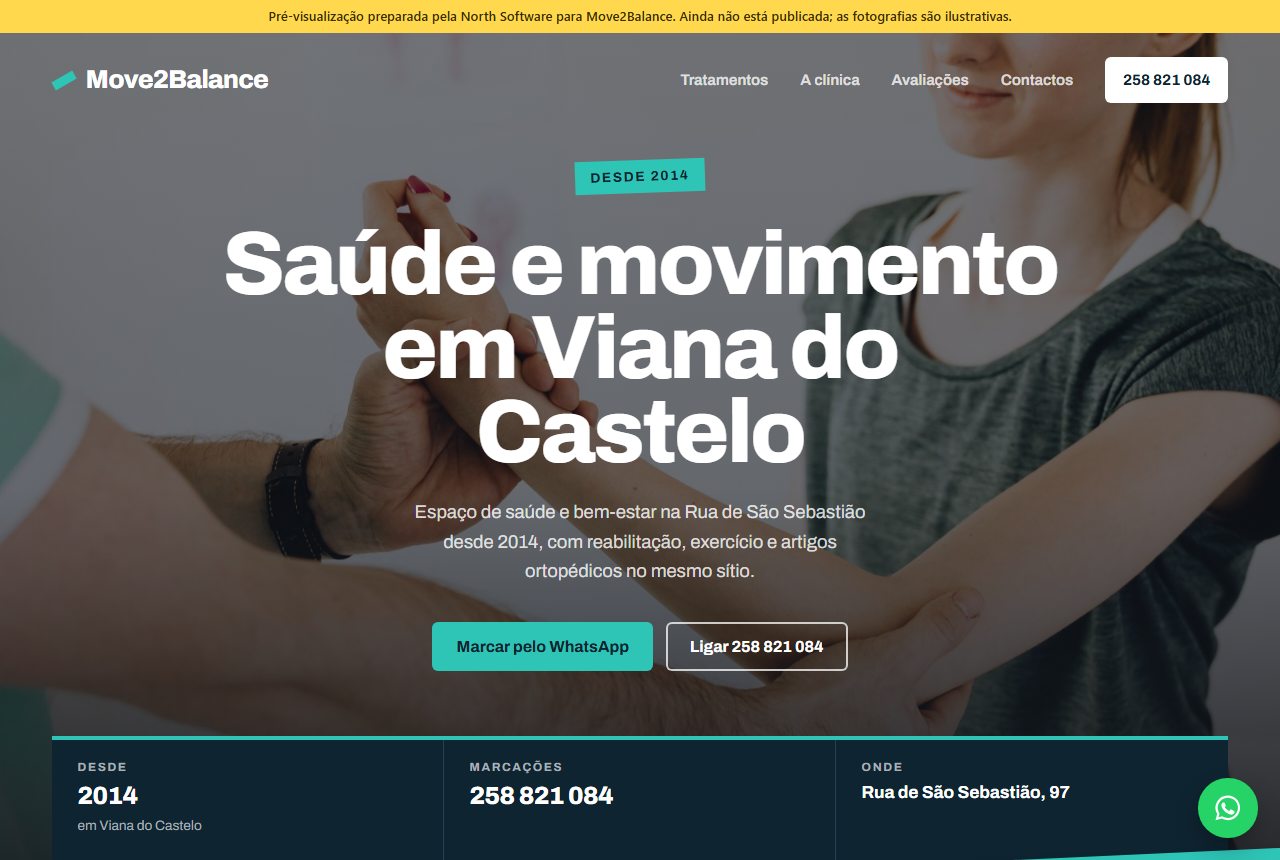 Pré-visualização preparada pela North Software para Move2Balance. Ainda não está publicada; as fotografias são ilustrativas.
Move2Balance
Tratamentos
A clínica
Avaliações
Contactos
258 821 084
DESDE 2014
Saúde e movimento
em Viana do
Castelo
Espaço de saúde e bem-estar na Rua de São Sebastião
desde 2014, com reabilitação, exercício e artigos
ortopédicos no mesmo sítio.
Marcar pelo WhatsApp
Ligar 258 821 084
DESDE
2014
em Viana do Castelo
MARCAÇÕES
258 821 084
ONDE
Rua de São Sebastião, 97